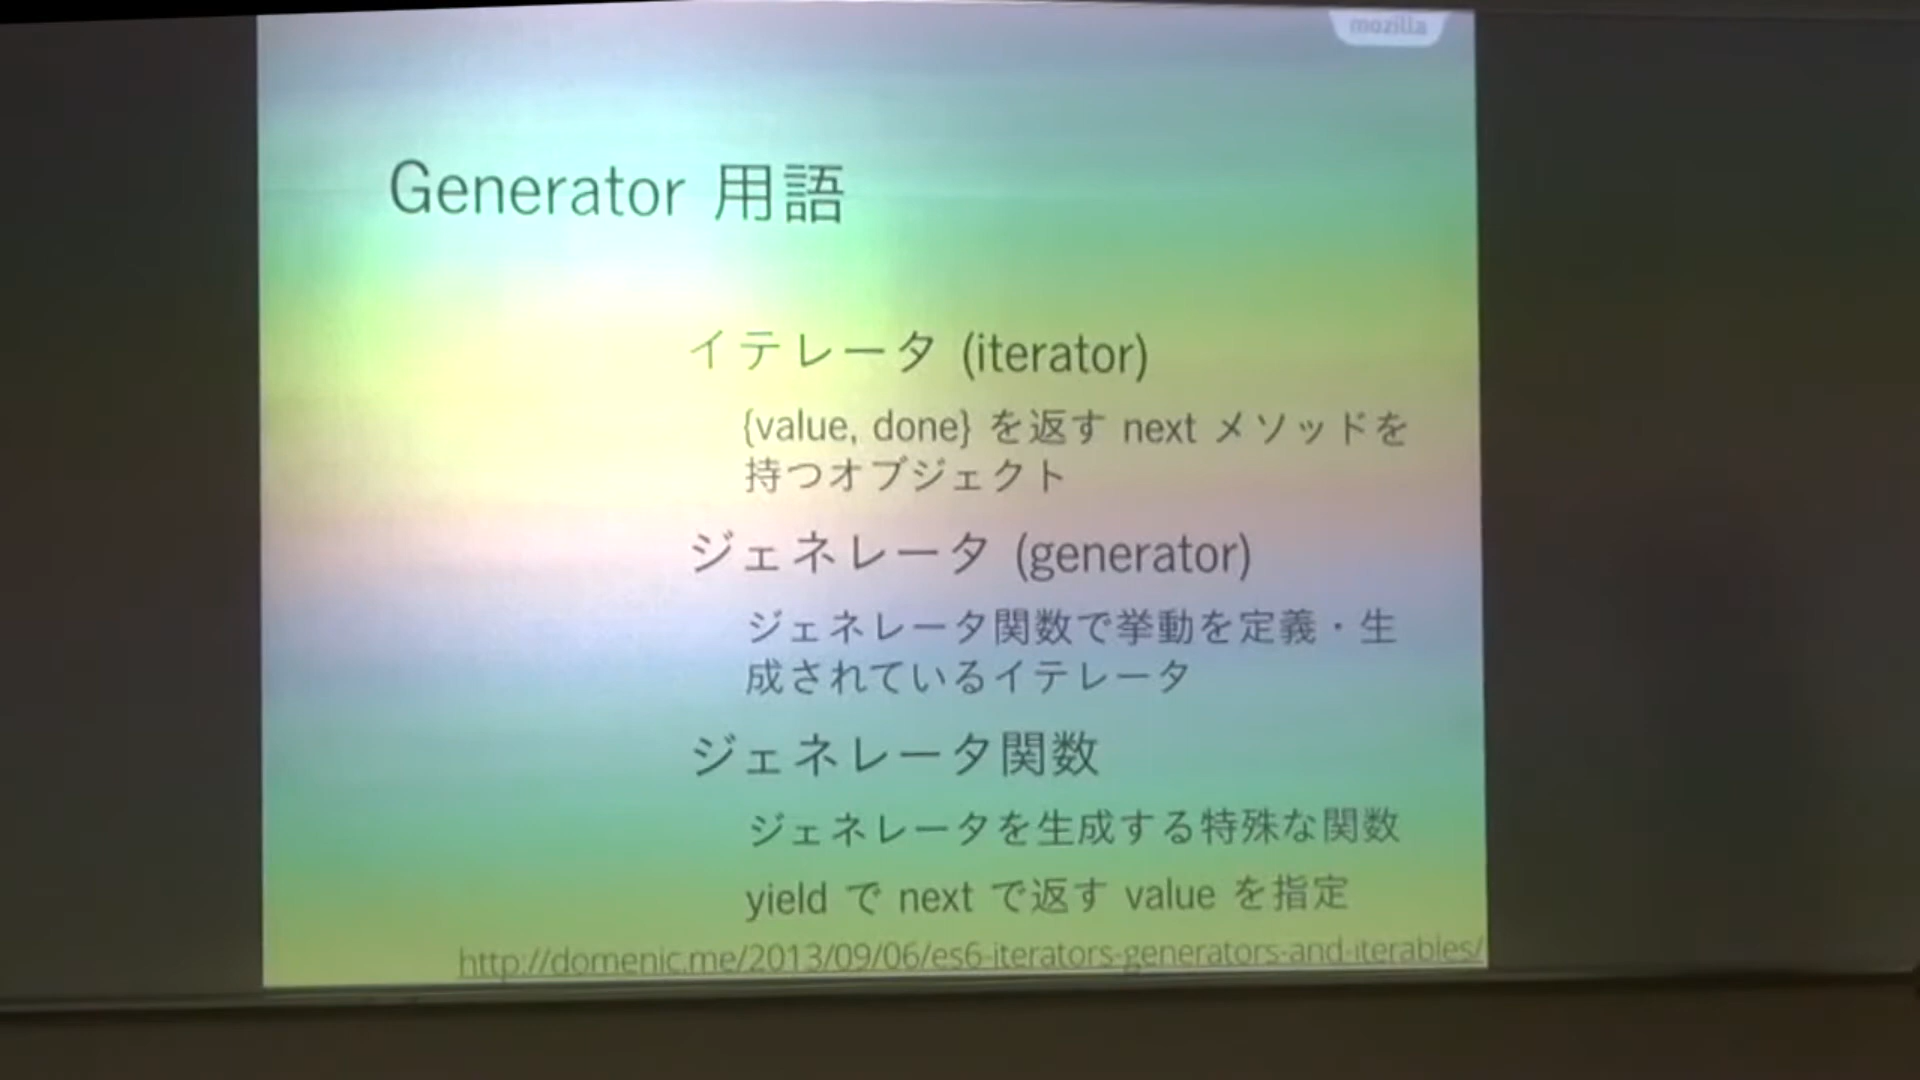 mozilla
Generator 用語
イテレータ (iterator)
{value, done} を返す next メソッドを
持つオブジェクト
ジェネレータ (generator)
ジェネレータ関数で挙動を定義・生
成されているイテレータ
ジェネレータ関数
ジェネレータを生成する特殊な関数
yield で next で返す value を指定
http://domenic.me/2013/09/06/es6-iterators-generators-and-iterables/